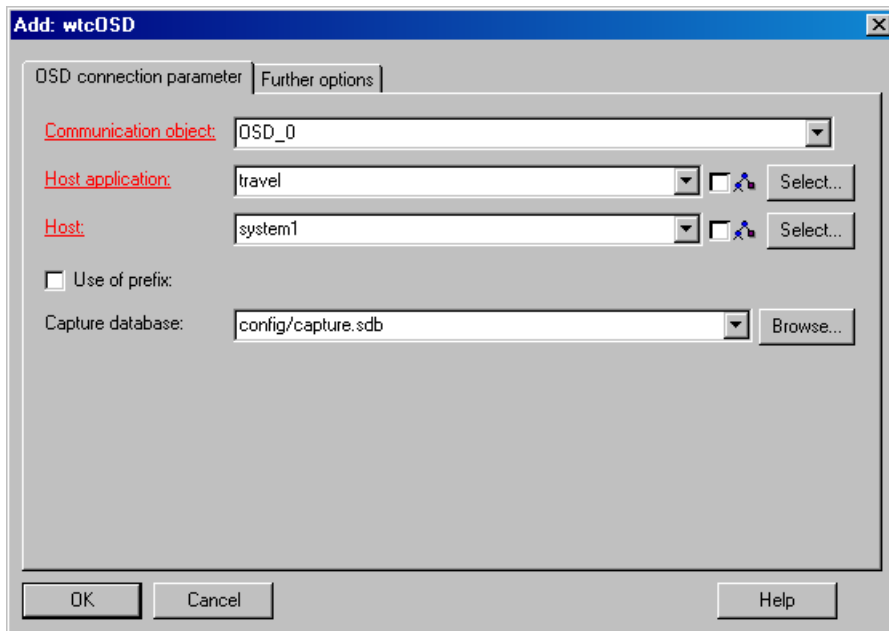 Add: wtcOSD
OSD connection parameter Further options
Communication object: OSD_0
Host application: travel Select...
Host: system1 Select...
Use of prefix:
Capture database: config/capture.sdb Browse...
OK Cancel Help